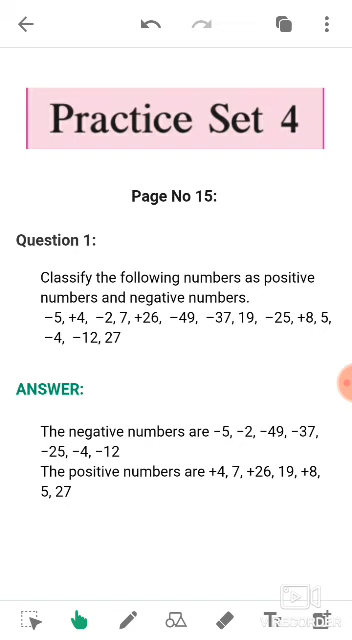 Practice Set 4
Page No 15:
Question 1:
Classify the following numbers as positive
numbers and negative numbers.
−5, +4, −2, 7, +26, −49, −37, 19, −25, +8, 5,
−4, −12, 27
ANSWER:
The negative numbers are −5, −2, −49, −37,
−25, −4, −12
The positive numbers are +4, 7, +26, 19, +8,
5, 27
VIRECORDER